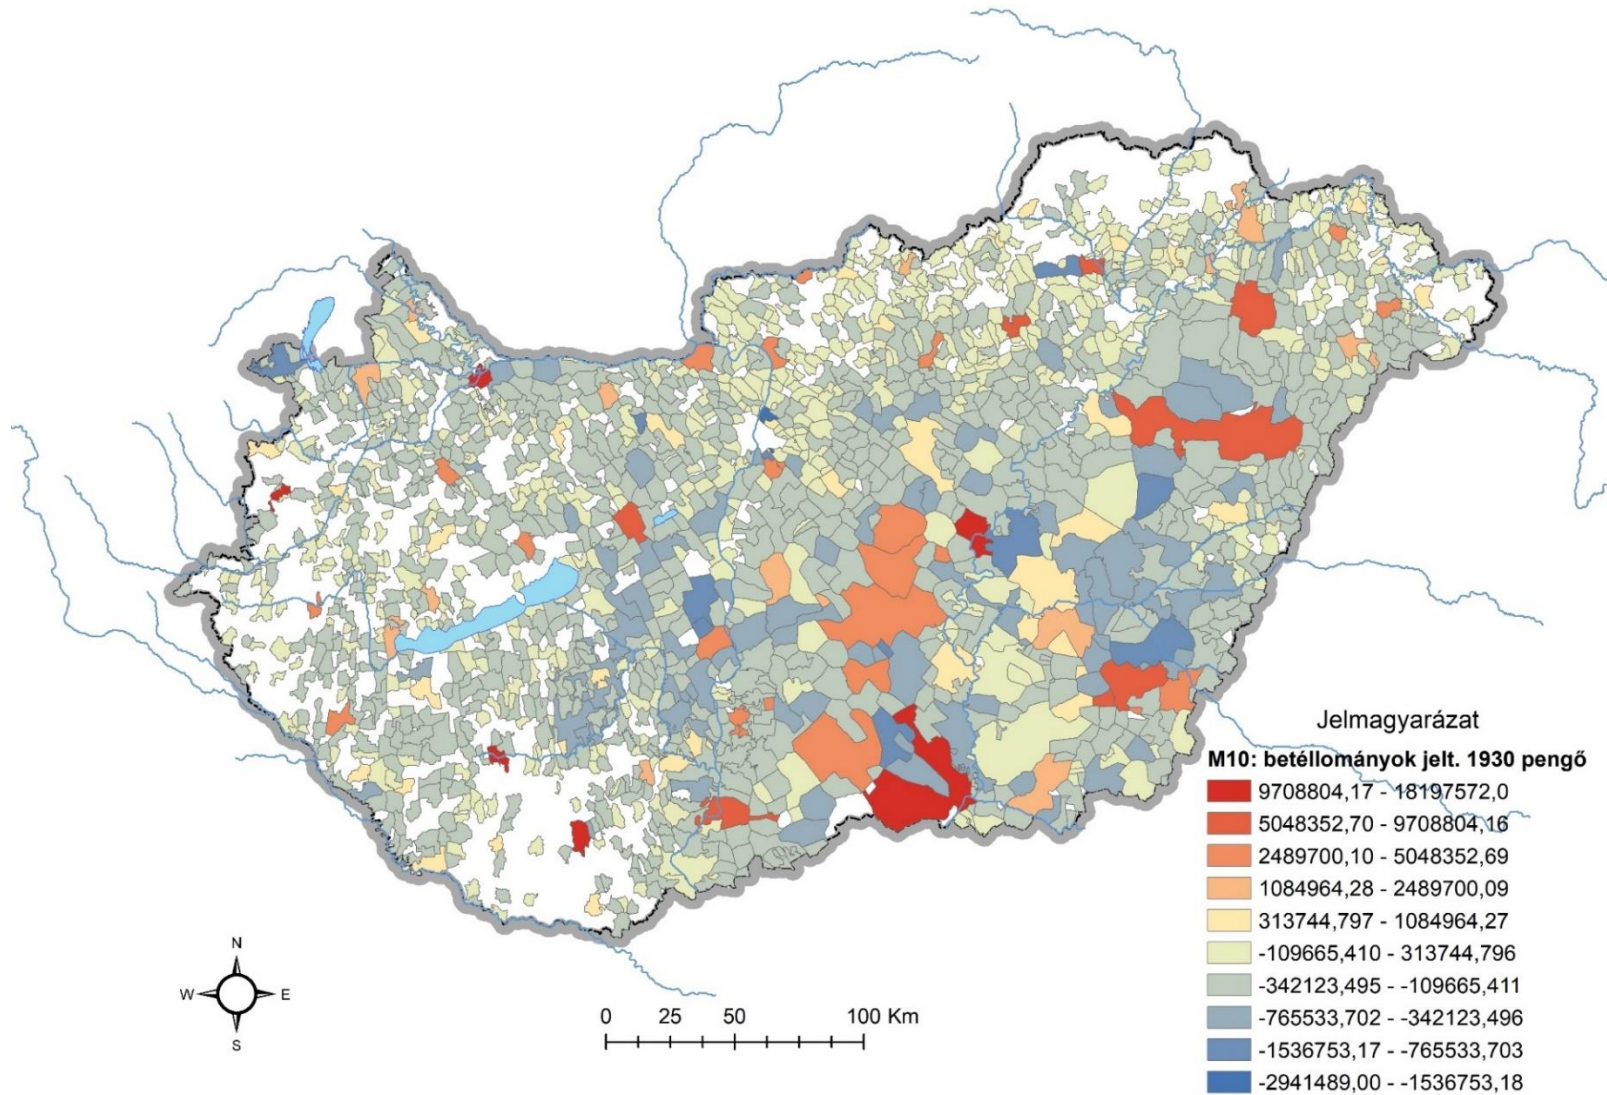 Jelmagyarázat
M10: betéllományok jelt. 1930 pengő
9708804,17 - 18197572,0
5048352,70 - 9708804,16
2489700,10 - 5048352,69
1084964,28 - 2489700,09
313744,797 - 1084964,27
-109665,410 - 313744,796
-342123,495 - -109665,411
-765533,702 - -342123,496
-1536753,17 - -765533,703
-2941489,00 - -1536753,18
N
W E
S
0 25 50 100 Km